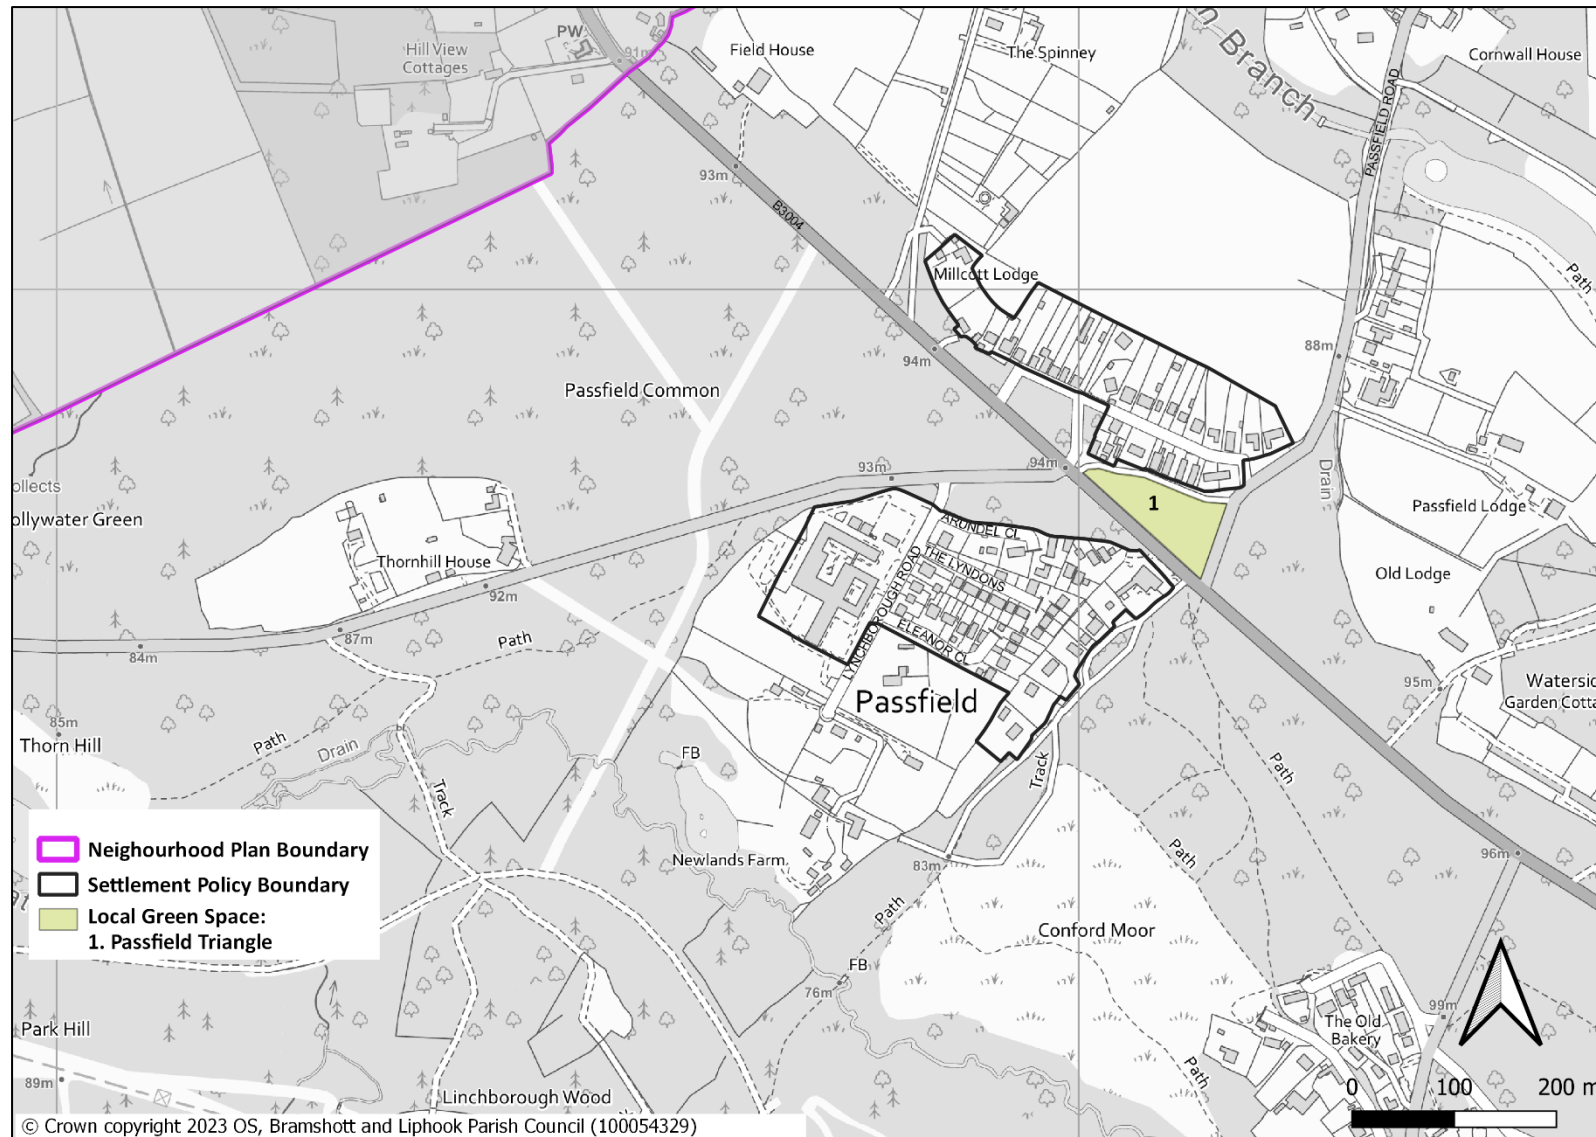 PW
Hill View
Cottages
91m
Field House
The Spinney
Branch
Cornwall House
PASSFIELD ROAD
93m
B3004
Path
Millcott Lodge
94m
88m
Passfield Common
93m
94m
ollects
ollywater Green
Drain
1
Passfield Lodge
ARUNDEL CL
THE LYNDONS
LYNCHBOROUGH ROAD
ELEANOR CL
Thornhill House
92m
Old Lodge
87m
84m
Path
95m
Watersid
Garden Cotta
Passfield
85m
Thorn Hill
Path
Drain
FB
Track
Path
Track
Neighourhood Plan Boundary
Settlement Policy Boundary
Local Green Space:
1. Passfield Triangle
Newlands Farm
83m
Path
96m
Path
Conford Moor
FB
76m
99m
Park Hill
The Old
Bakery
Path
89m
Linchborough Wood
0 100 200 m
© Crown copyright 2023 OS, Bramshott and Liphook Parish Council (100054329)